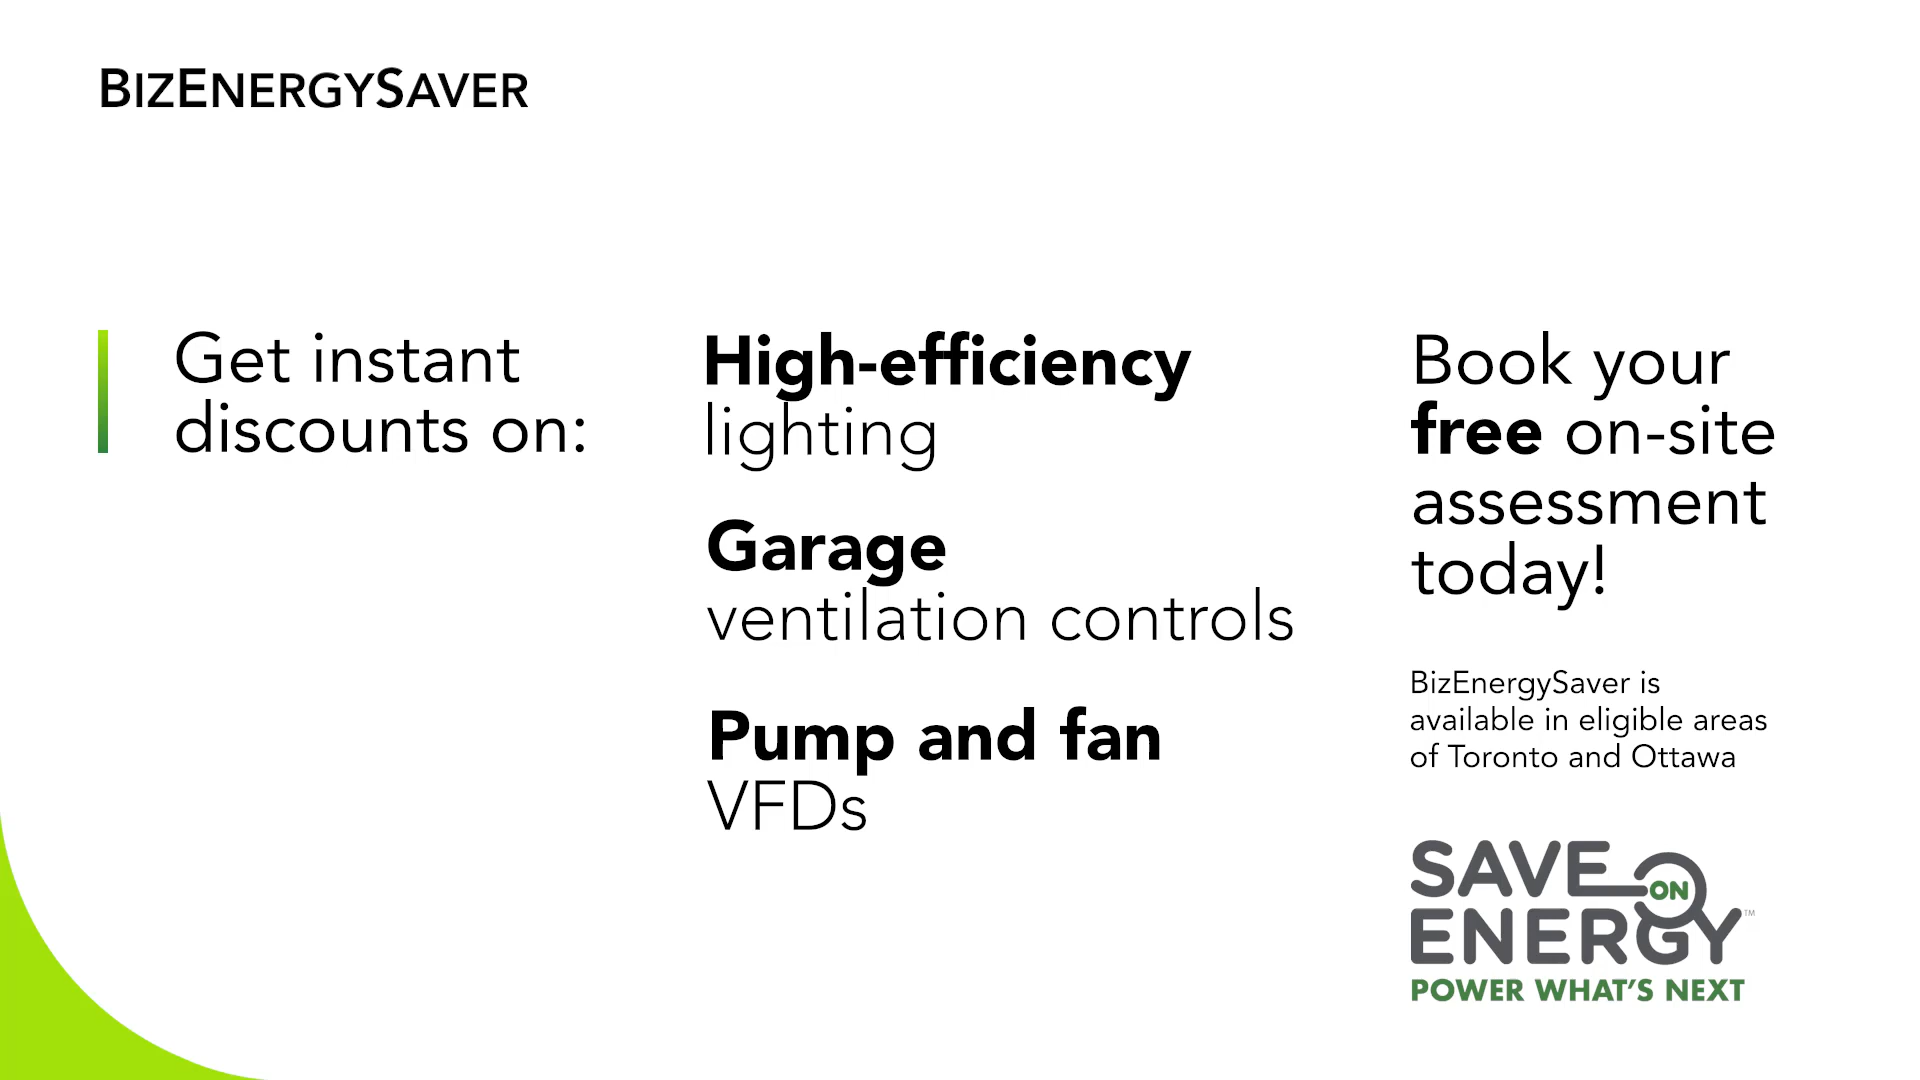 BIZENERGYSAVER
Get instant
discounts on:
High-efficiency
lighting
Garage
ventilation controls
Pump and fan
VFDs
Book your
free on-site
assessment
today!
BizEnergySaver is
available in eligible areas
of Toronto and Ottawa
SAVE ON
ENERGY™
POWER WHAT'S NEXT